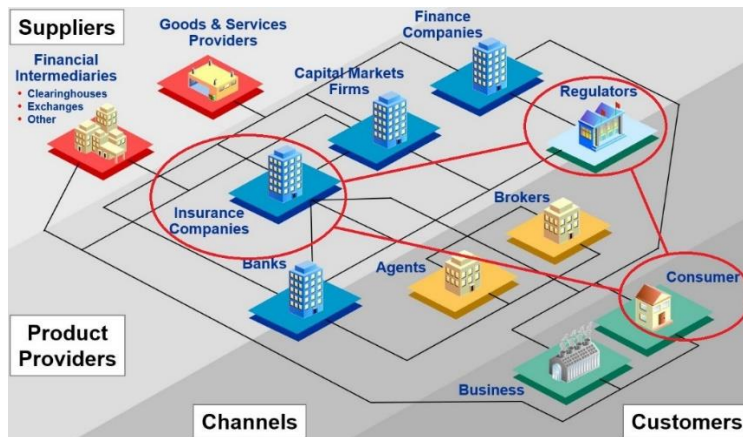 Suppliers
Goods & Services
Providers
Finance
Companies
Financial
Intermediaries
• Clearinghouses
• Exchanges
• Other
Capital Markets
Firms
Regulators
Insurance
Companies
Brokers
Banks
Agents
Consumer
Product
Providers
Business
Channels
Customers